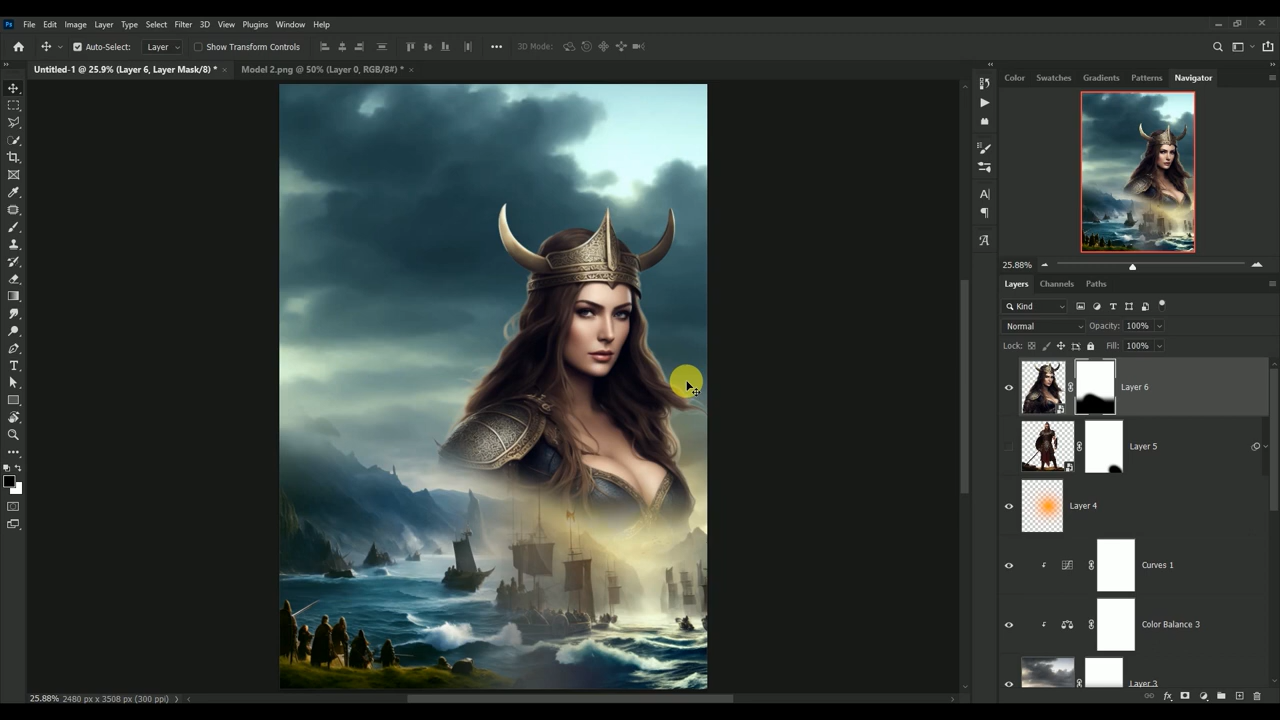 Ps File Edit Image Layer Type Select Filter 3D View Plugins Window Help
Auto-Select: Layer Show Transform Controls 3D Mode:
Untitled-1 @ 25.9% (Layer 6, Layer Mask/8) * × Model 2.png @ 50% (Layer 0, RGB/8#) * ×
Color Swatches Gradients Patterns Navigator
25.88%
Layers Channels Paths
Kind
Normal Opacity: 100%
Lock: Fill: 100%
Layer 6
Layer 5
Layer 4
Curves 1
Color Balance 3
Layer 3
25.88% 2480 px x 3508 px (300 ppi)